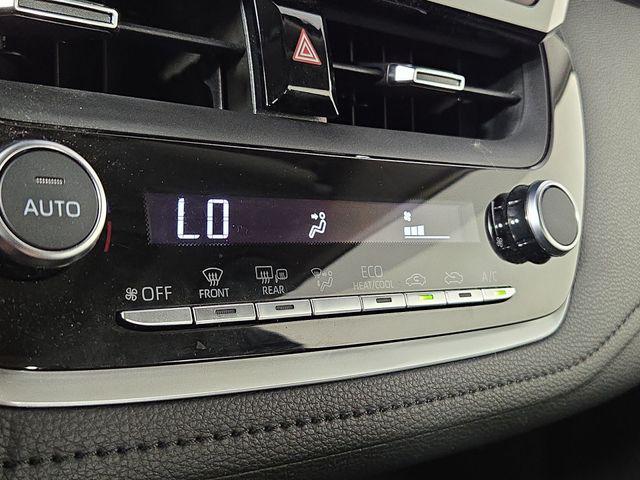 AUTO
LO
OFF
FRONT
REAR
ECO
HEAT/COOL
A/C